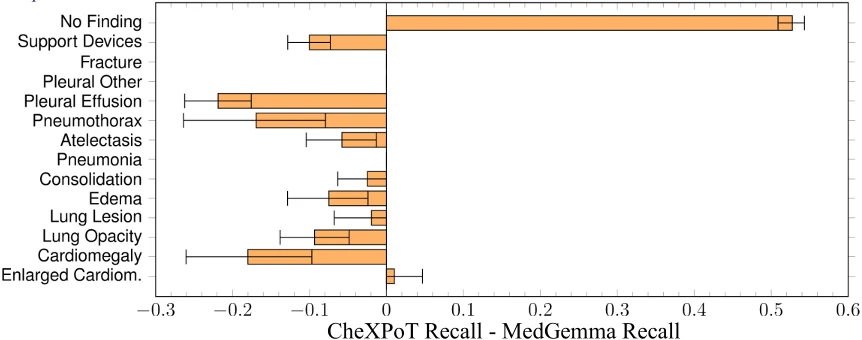 No Finding
Support Devices
Fracture
Pleural Other
Pleural Effusion
Pneumothorax
Atelectasis
Pneumonia
Consolidation
Edema
Lung Lesion
Lung Opacity
Cardiomegaly
Enlarged Cardiom.
−0.3 −0.2 −0.1 0 0.1 0.2 0.3 0.4 0.5 0.6
CheXPoT Recall - MedGemma Recall